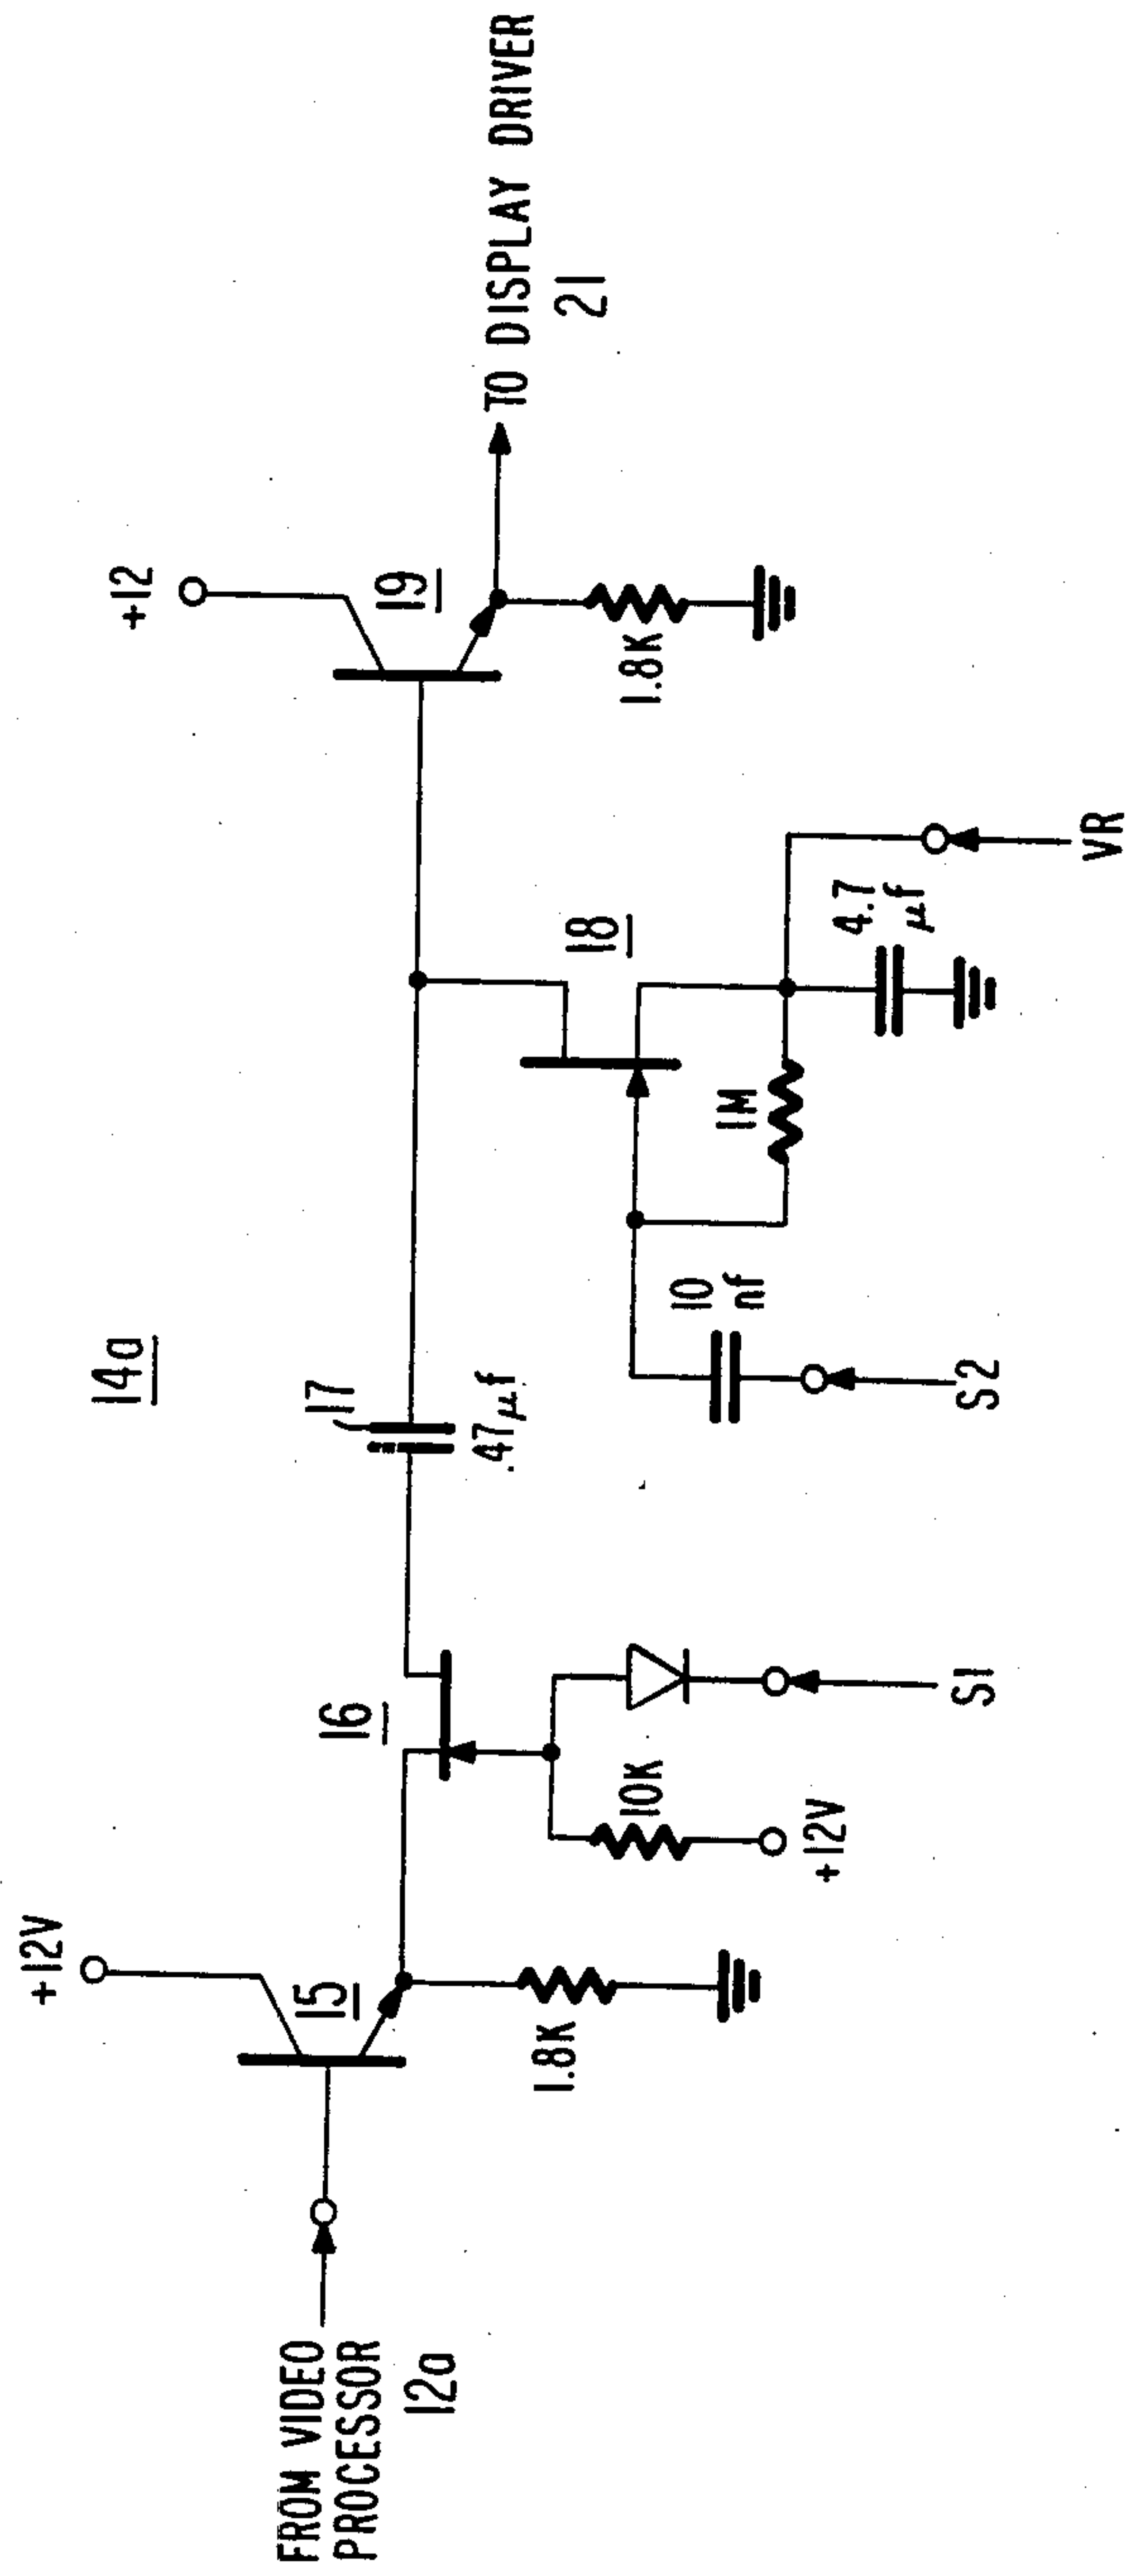 14a
+12V
+12
15
16
17
.47µf
19
TO DISPLAY DRIVER
21
FROM VIDEO
PROCESSOR
12a
1.8K
10K
+12V
S1
10
nf
S2
1M
18
4.7
µf
VR
1.8K